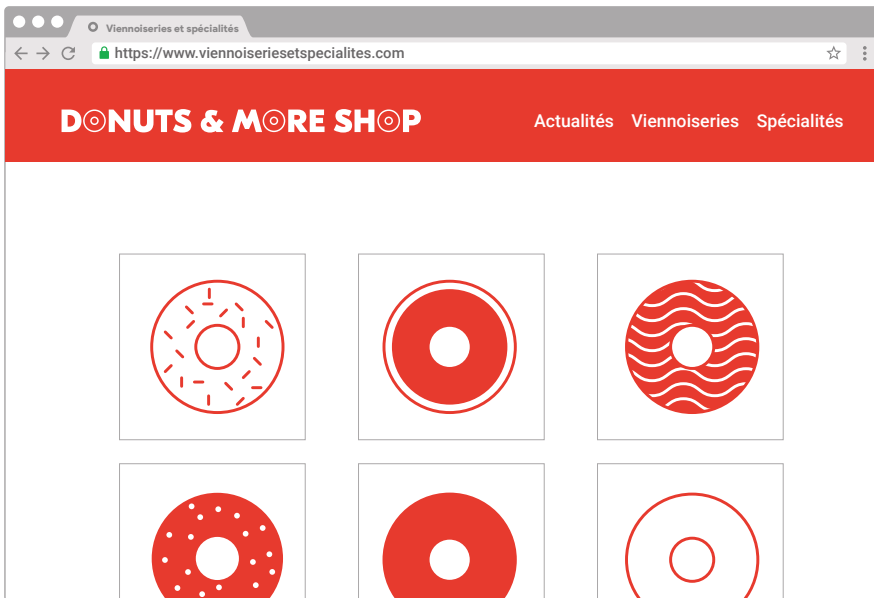 Viennoiseries et spécialités
https://www.viennoiseriesetspecialites.com
DONUTS & MORE SHOP
Actualités Viennoiseries Spécialités